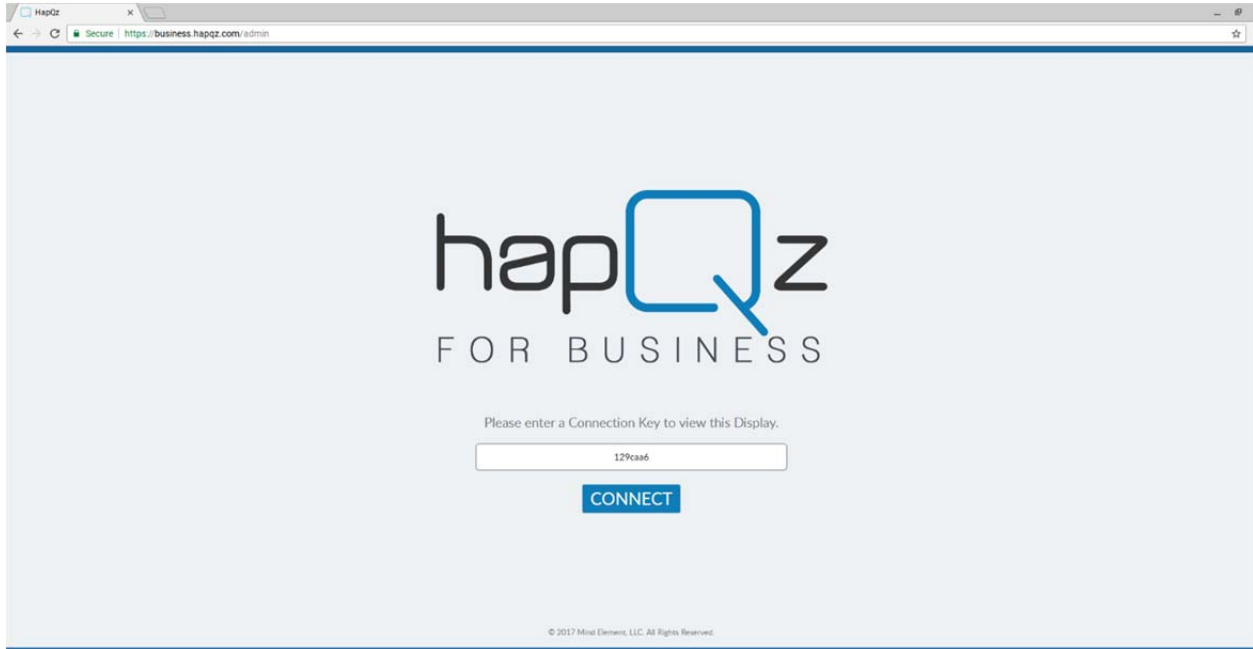 HapQz
Secure https://business.hapqz.com/admin
hapQz
FOR BUSINESS
Please enter a Connection Key to view this Display.
129caa6
CONNECT
© 2017 Mind Element, LLC. All Rights Reserved.